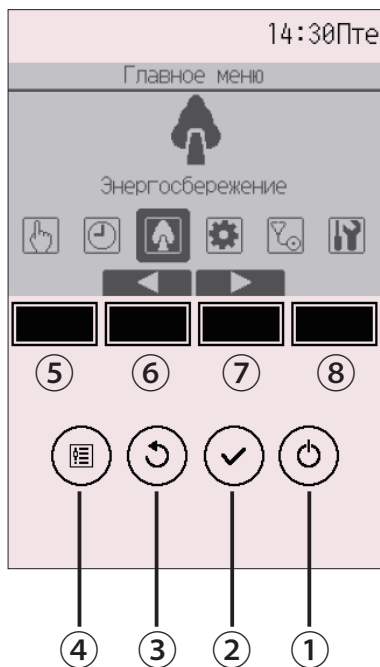 14:30Пте
Главное меню
Энергосбережение
⑤ ⑥ ⑦ ⑧
④ ③ ② ①